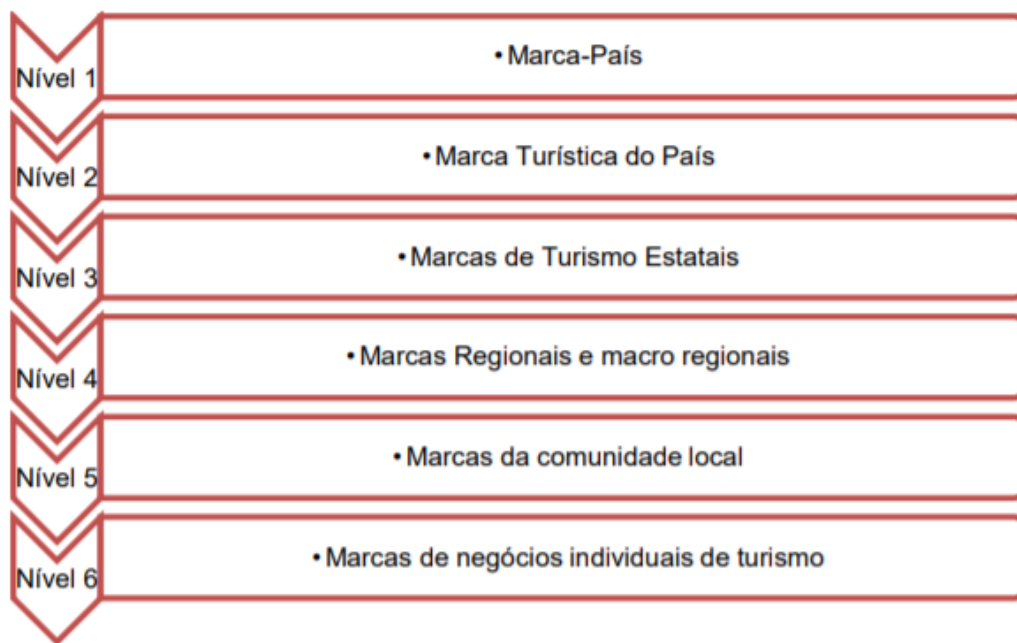 Nível 1
• Marca-País
Nível 2
• Marca Turística do País
Nível 3
• Marcas de Turismo Estatais
Nível 4
• Marcas Regionais e macro regionais
Nível 5
• Marcas da comunidade local
Nível 6
• Marcas de negócios individuais de turismo